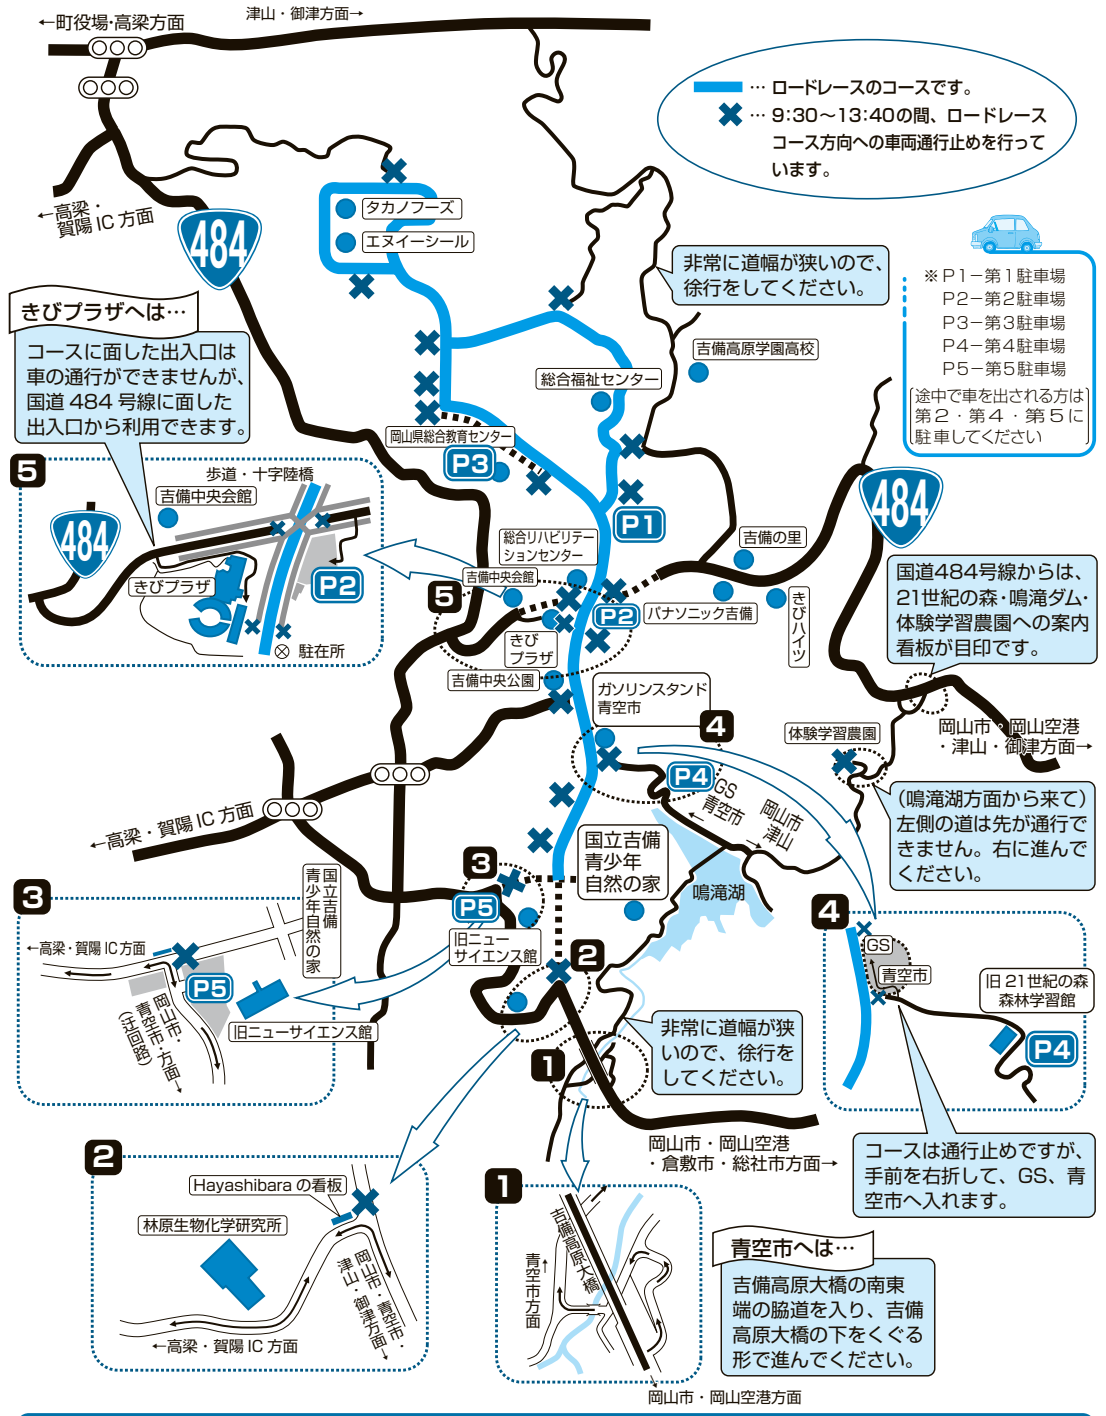 ←町役場・高梁方面
津山・御津方面→
… ロードレースのコースです。
… 9:30〜13:40の間、ロードレース
コース方向への車両通行止めを行って
います。
←高梁・
賀陽 IC 方面
484
タカノフーズ
エヌイーシール
非常に道幅が狭いので、
徐行をしてください。
※P1−第1駐車場
P2−第2駐車場
P3−第3駐車場
P4−第4駐車場
P5−第5駐車場
途中で車を出される方は
第2・第4・第5に
駐車してください
きびプラザへは…
コースに面した出入口は
車の通行ができませんが、
国道 484 号線に面した
出入口から利用できます。
吉備高原学園高校
総合福祉センター
岡山県総合教育センター
P3
P1
484
5
歩道・十字陸橋
吉備中央会館
484
きびプラザ
P2
駐在所
総合リハビリテー
ションセンター
吉備中央会館
5
P2
きび
プラザ
吉備中央公園
吉備の里
パナソニック吉備
きびハイツ
国道484号線からは、
21世紀の森・鳴滝ダム・
体験学習農園への案内
看板が目印です。
ガソリンスタンド
青空市
4
P4
GS
青空市
岡山市
津山
体験学習農園
岡山市・岡山空港
・津山・御津方面→
(鳴滝湖方面から来て)
左側の道は先が通行で
きません。右に進んで
ください。
←高梁・賀陽 IC 方面
国立吉備
青少年
自然の家
鳴滝湖
3
P5
旧ニュー
サイエンス館
2
3
←高梁・賀陽 IC 方面
国立吉備
青少年自然の家
P5
旧ニューサイエンス館
岡山市・
青空市・方面→
(迂回路)
4
GS
青空市
旧 21世紀の森
森林学習館
P4
非常に道幅が狭
いので、徐行を
してください。
1
岡山市・岡山空港
・倉敷市・総社市方面→
コースは通行止めですが、
手前を右折して、GS、青
空市へ入れます。
2
Hayashibara の看板
林原生物化学研究所
岡山市・青空市・
津山・御津方面→
←高梁・賀陽 IC 方面
1
吉備高原大橋
青空市方面→
岡山市・岡山空港方面
青空市へは…
吉備高原大橋の南東
端の脇道を入り、吉備
高原大橋の下をくぐる
形で進んでください。